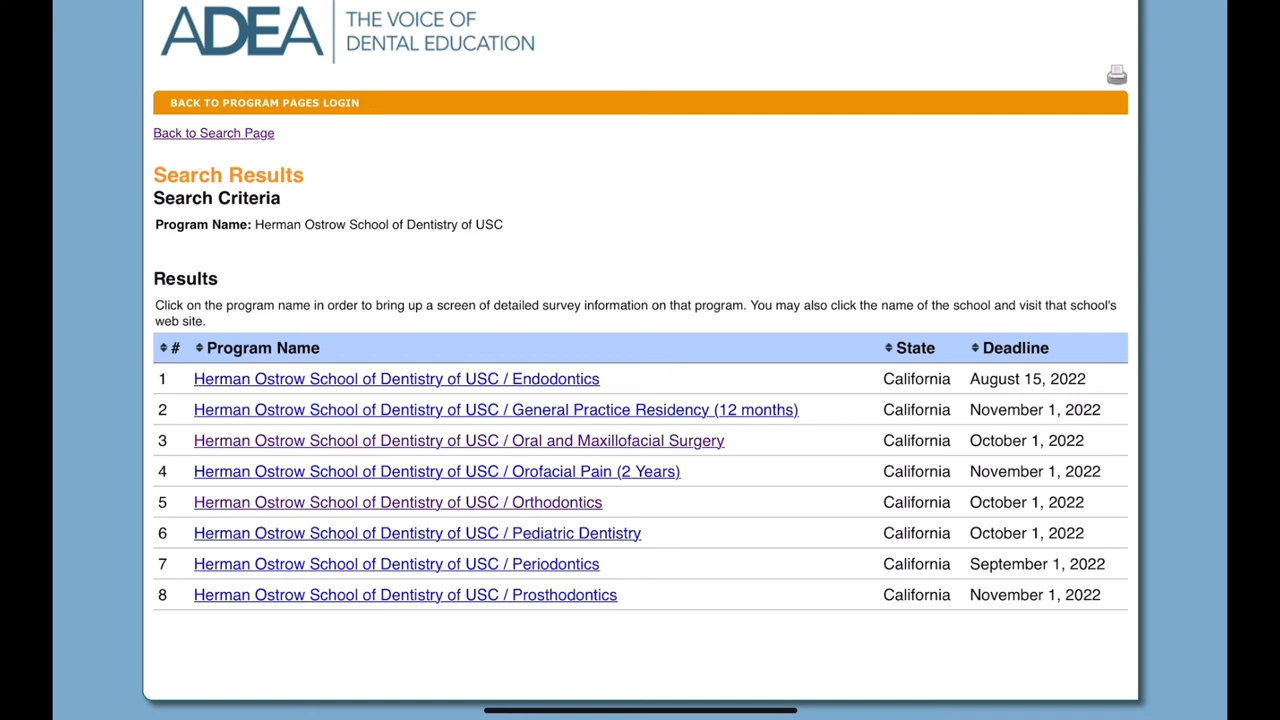 ADEA THE VOICE OF
DENTAL EDUCATION
BACK TO PROGRAM PAGES LOGIN
Back to Search Page
Search Results
Search Criteria
Program Name: Herman Ostrow School of Dentistry of USC
Results
Click on the program name in order to bring up a screen of detailed survey information on that program. You may also click the name of the school and visit that school's
web site.
# Program Name State Deadline
1 Herman Ostrow School of Dentistry of USC / Endodontics California August 15, 2022
2 Herman Ostrow School of Dentistry of USC / General Practice Residency (12 months) California November 1, 2022
3 Herman Ostrow School of Dentistry of USC / Oral and Maxillofacial Surgery California October 1, 2022
4 Herman Ostrow School of Dentistry of USC / Orofacial Pain (2 Years) California November 1, 2022
5 Herman Ostrow School of Dentistry of USC / Orthodontics California October 1, 2022
6 Herman Ostrow School of Dentistry of USC / Pediatric Dentistry California October 1, 2022
7 Herman Ostrow School of Dentistry of USC / Periodontics California September 1, 2022
8 Herman Ostrow School of Dentistry of USC / Prosthodontics California November 1, 2022